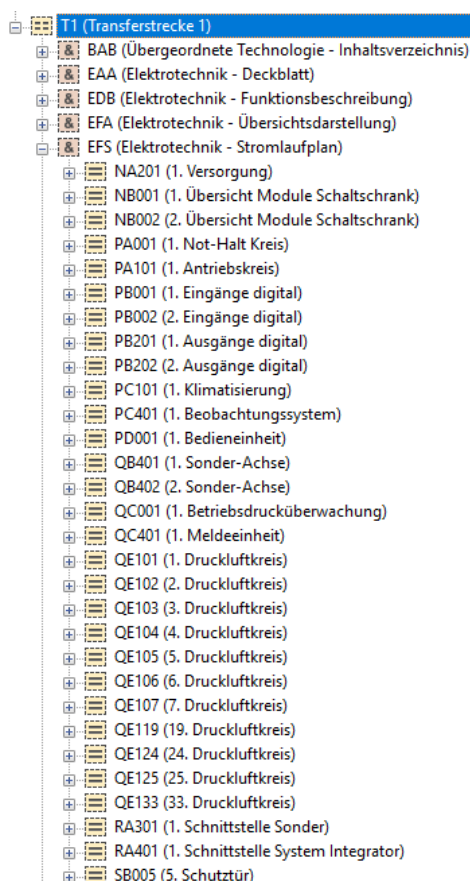 T1 (Transferstrecke 1)
& BAB (Übergeordnete Technologie - Inhaltsverzeichnis)
& EAA (Elektrotechnik - Deckblatt)
& EDB (Elektrotechnik - Funktionsbeschreibung)
& EFA (Elektrotechnik - Übersichtsdarstellung)
& EFS (Elektrotechnik - Stromlaufplan)
NA201 (1. Versorgung)
NB001 (1. Übersicht Module Schaltschrank)
NB002 (2. Übersicht Module Schaltschrank)
PA001 (1. Not-Halt Kreis)
PA101 (1. Antriebskreis)
PB001 (1. Eingänge digital)
PB002 (2. Eingänge digital)
PB201 (1. Ausgänge digital)
PB202 (2. Ausgänge digital)
PC101 (1. Klimatisierung)
PC401 (1. Beobachtungssystem)
PD001 (1. Bedieneinheit)
QB401 (1. Sonder-Achse)
QB402 (2. Sonder-Achse)
QC001 (1. Betriebsdrucküberwachung)
QC401 (1. Meldeeinheit)
QE101 (1. Druckluftkreis)
QE102 (2. Druckluftkreis)
QE103 (3. Druckluftkreis)
QE104 (4. Druckluftkreis)
QE105 (5. Druckluftkreis)
QE106 (6. Druckluftkreis)
QE107 (7. Druckluftkreis)
QE119 (19. Druckluftkreis)
QE124 (24. Druckluftkreis)
QE125 (25. Druckluftkreis)
QE133 (33. Druckluftkreis)
RA301 (1. Schnittstelle Sonder)
RA401 (1. Schnittstelle System Integrator)
SB005 (5. Schutztür)